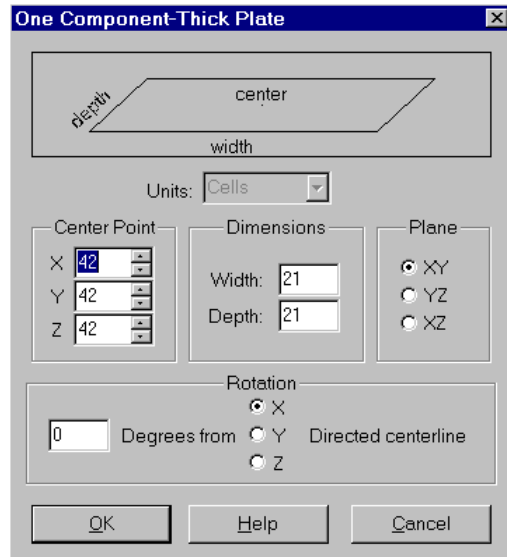 One Component-Thick Plate
depth
center
width
Units: Cells
Center Point
X 42
Y 42
Z 42
Dimensions
Width: 21
Depth: 21
Plane
XY
YZ
XZ
Rotation
X
0 Degrees from Y Directed centerline
Z
OK Help Cancel